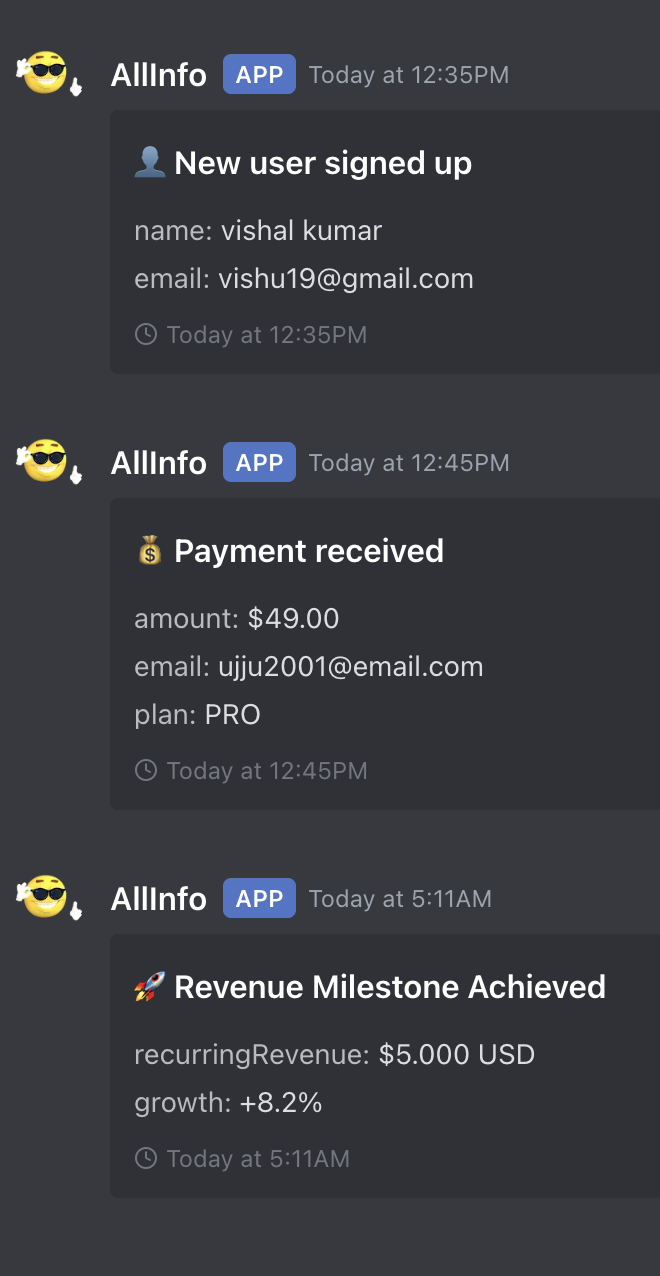 AllInfo APP Today at 12:35PM
New user signed up
name: vishal kumar
email: vishu19@gmail.com
Today at 12:35PM
AllInfo APP Today at 12:45PM
Payment received
amount: $49.00
email: ujju2001@email.com
plan: PRO
Today at 12:45PM
AllInfo APP Today at 5:11AM
Revenue Milestone Achieved
recurringRevenue: $5.000 USD
growth: +8.2%
Today at 5:11AM